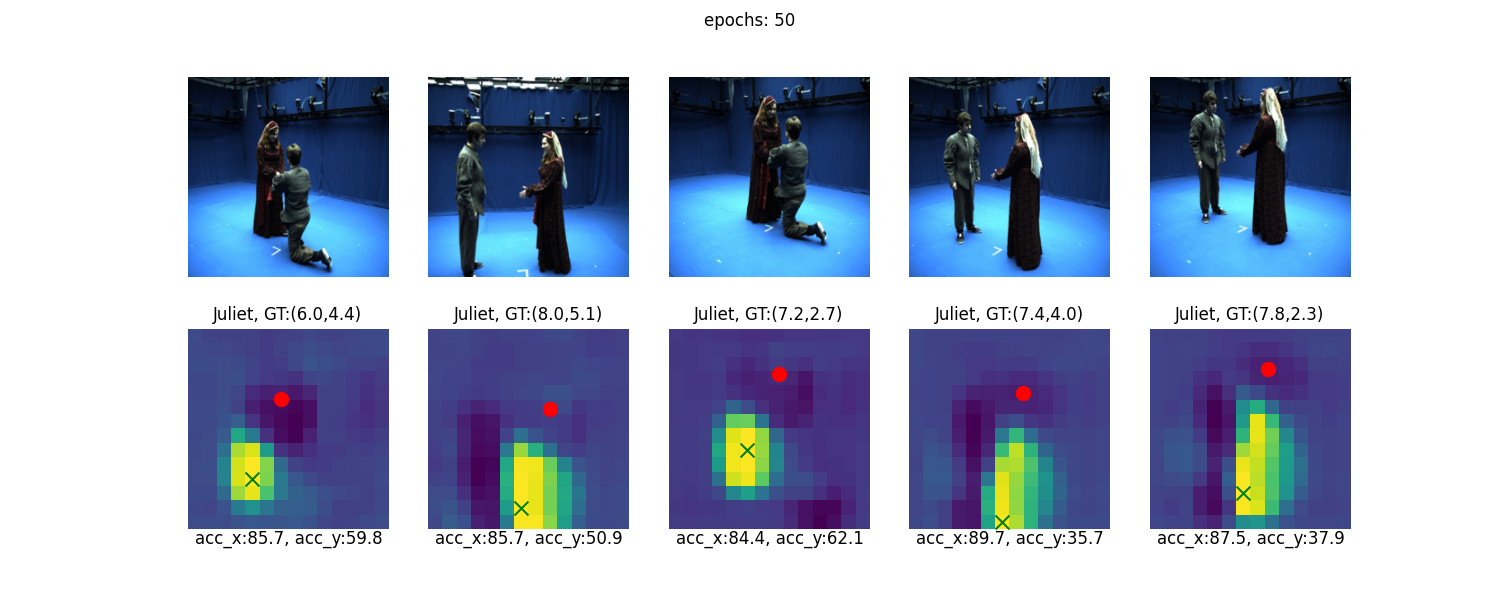 epochs: 50
Juliet, GT:(6.0,4.4)
Juliet, GT:(8.0,5.1)
Juliet, GT:(7.2,2.7)
Juliet, GT:(7.4,4.0)
Juliet, GT:(7.8,2.3)
acc_x:85.7, acc_y:59.8
acc_x:85.7, acc_y:50.9
acc_x:84.4, acc_y:62.1
acc_x:89.7, acc_y:35.7
acc_x:87.5, acc_y:37.9